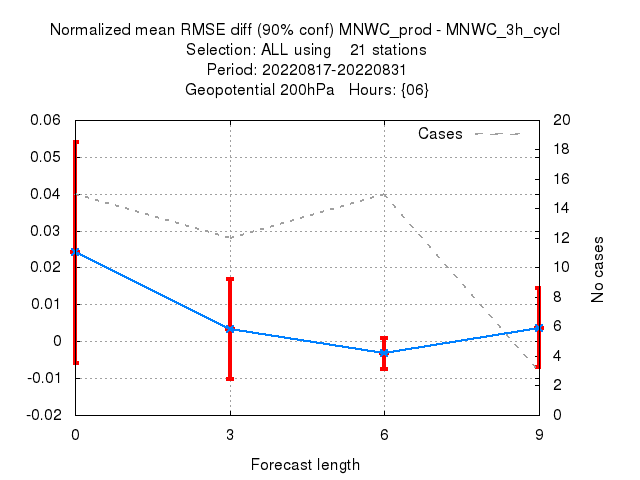 Normalized mean RMSE diff (90% conf) MNWC_prod - MNWC_3h_cycl
Selection: ALL using    21 stations
Period: 20220817-20220831
Geopotential 200hPa   Hours: {06}
Cases
0.06
0.05
0.04
0.03
0.02
0.01
0
-0.01
-0.02
20
18
16
14
12
10
8
6
4
2
0
No cases
0 3 6 9
Forecast length